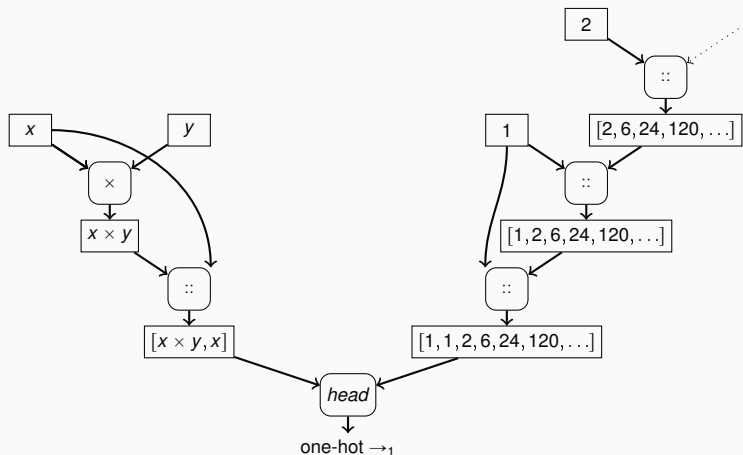 2
::
x
y
1
[2,6,24,120,...]
×
::
x × y
[1,2,6,24,120,...]
::
::
[x × y, x]
[1,1,2,6,24,120,...]
head
one-hot →₁